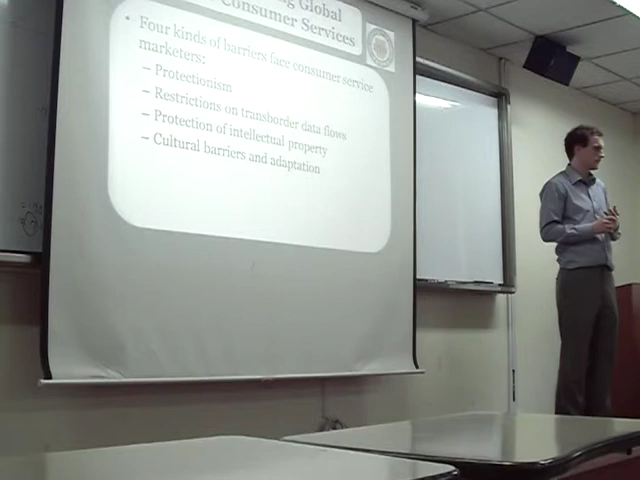 Global
Consumer Services
• Four kinds of barriers face consumer service
marketers:
– Protectionism
– Restrictions on transborder data flows
– Protection of intellectual property
– Cultural barriers and adaptation